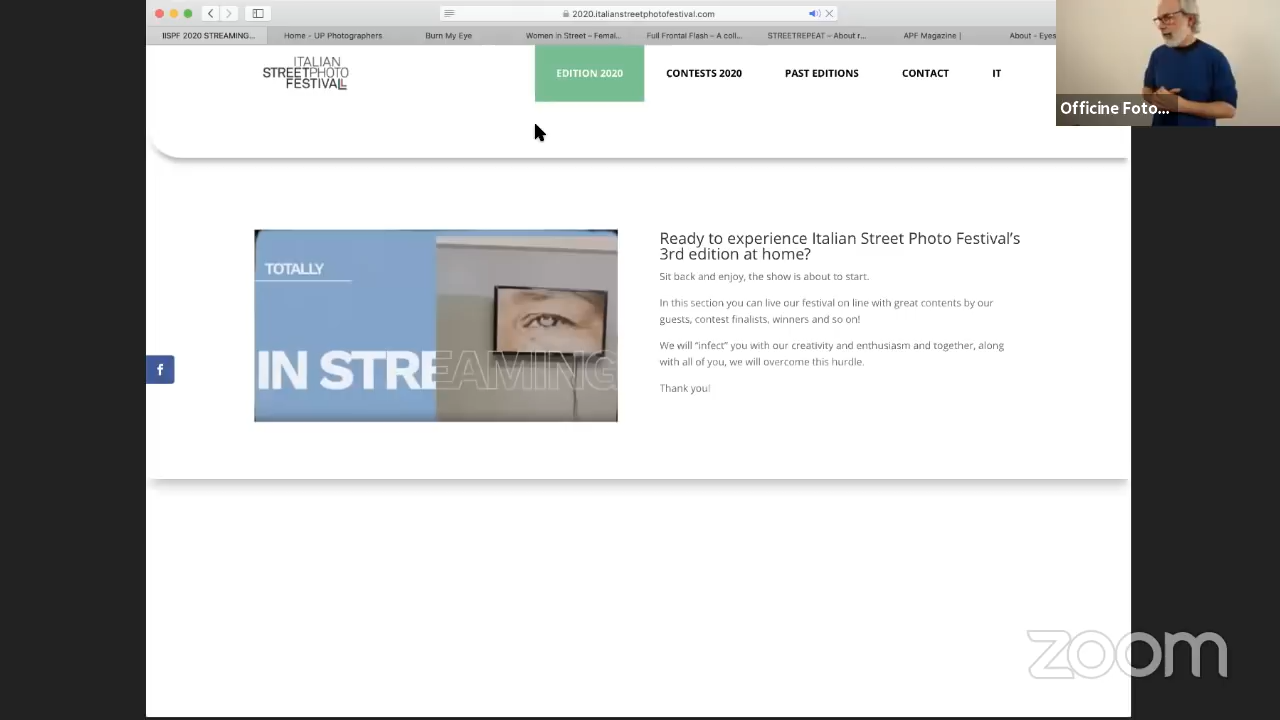 2020.italianstreetphotofestival.com
IISPF 2020 STREAMING...
Home - UP Photographers
Burn My Eye
Women in Street – Femal...
Full Frontal Flash – A coll...
STREETREPEAT – About r...
APF Magazine |
About - Eyes
ITALIAN
STREETPHOTO
FESTIVAL
EDITION 2020
CONTESTS 2020
PAST EDITIONS
CONTACT
IT
Officine Foto...
TOTALLY
IN STREAMING
Ready to experience Italian Street Photo Festival’s
3rd edition at home?
Sit back and enjoy, the show is about to start.
In this section you can live our festival on line with great contents by our
guests, contest finalists, winners and so on!
We will “infect” you with our creativity and enthusiasm and together, along
with all of you, we will overcome this hurdle.
Thank you!
f
zoom